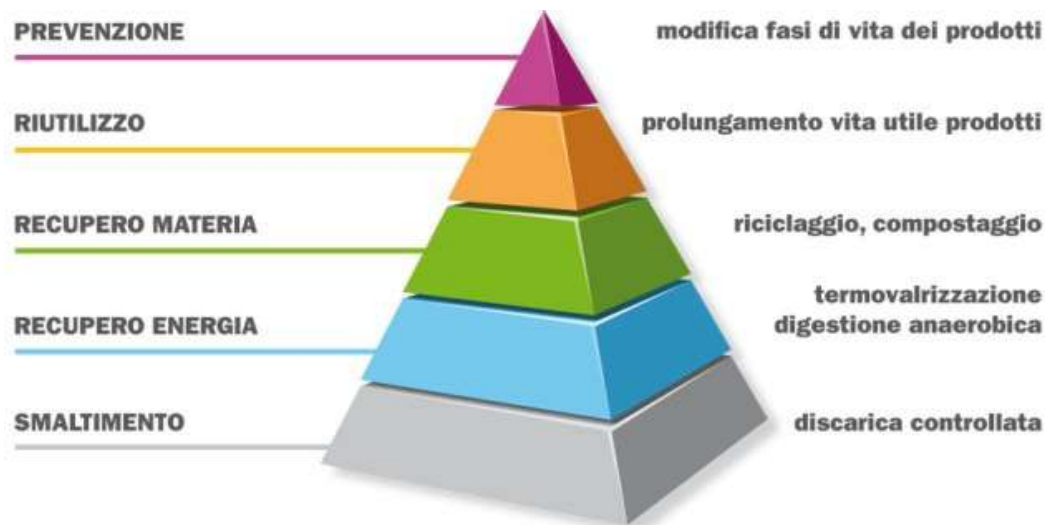 PREVENZIONE
modifica fasi di vita dei prodotti
RIUTILIZZO
prolungamento vita utile prodotti
RECUPERO MATERIA
riciclaggio, compostaggio
RECUPERO ENERGIA
termovalrizzazione
digestione anaerobica
SMALTIMENTO
discarica controllata